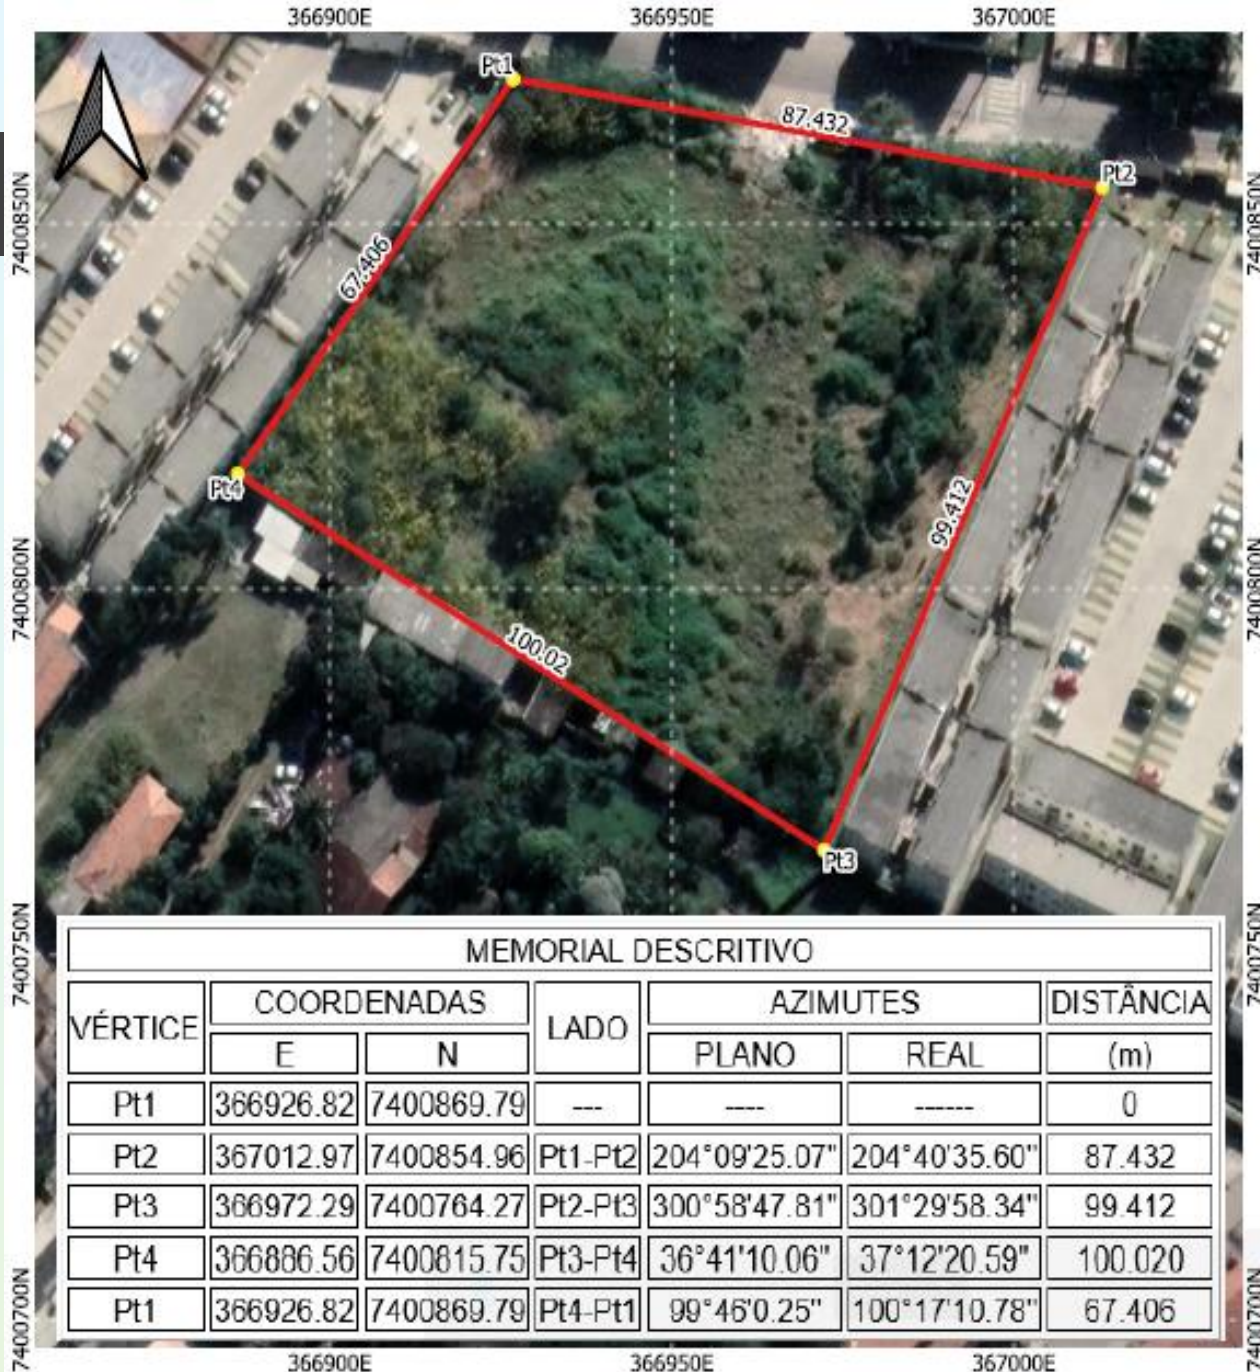 366900E 366950E 367000E
Pt1
87.432
Pt2
7400850N 7400850N
67.406
Pt4
99.412
7400800N 7400800N
100.02
Pt3
7400750N 7400750N
MEMORIAL DESCRITIVO
VÉRTICE COORDENADAS LADO AZIMUTES DISTÂNCIA
E N PLANO REAL (m)
Pt1 366926.82 7400869.79 --- ---- ------ 0
Pt2 367012.97 7400854.96 Pt1-Pt2 204°09'25.07" 204°40'35.60" 87.432
Pt3 366972.29 7400764.27 Pt2-Pt3 300°58'47.81" 301°29'58.34" 99.412
Pt4 366886.56 7400815.75 Pt3-Pt4 36°41'10.06" 37°12'20.59" 100.020
Pt1 366926.82 7400869.79 Pt4-Pt1 99°46'0.25" 100°17'10.78" 67.406
7400700N 7400700N
366900E 366950E 367000E